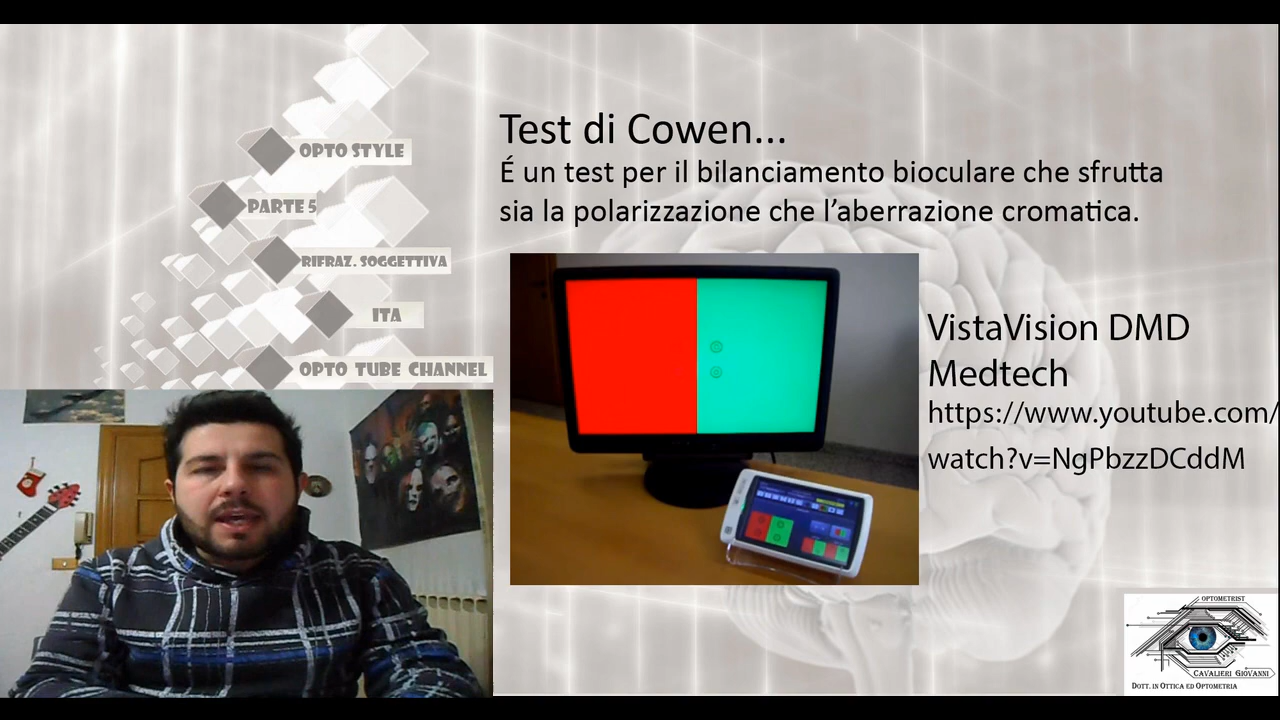 OPTO STYLE
PARTE 5
RIFRAZ. SOGGETTIVA
ITA
OPTO TUBE CHANNEL
Test di Cowen...
É un test per il bilanciamento bioculare che sfrutta
sia la polarizzazione che l'aberrazione cromatica.
VistaVision DMD
Medtech
https://www.youtube.com/
watch?v=NgPbzzDCddM
OPTOMETRIST
CAVALIERI GIOVANNI
DOTT. IN OTTICA ED OPTOMETRIA